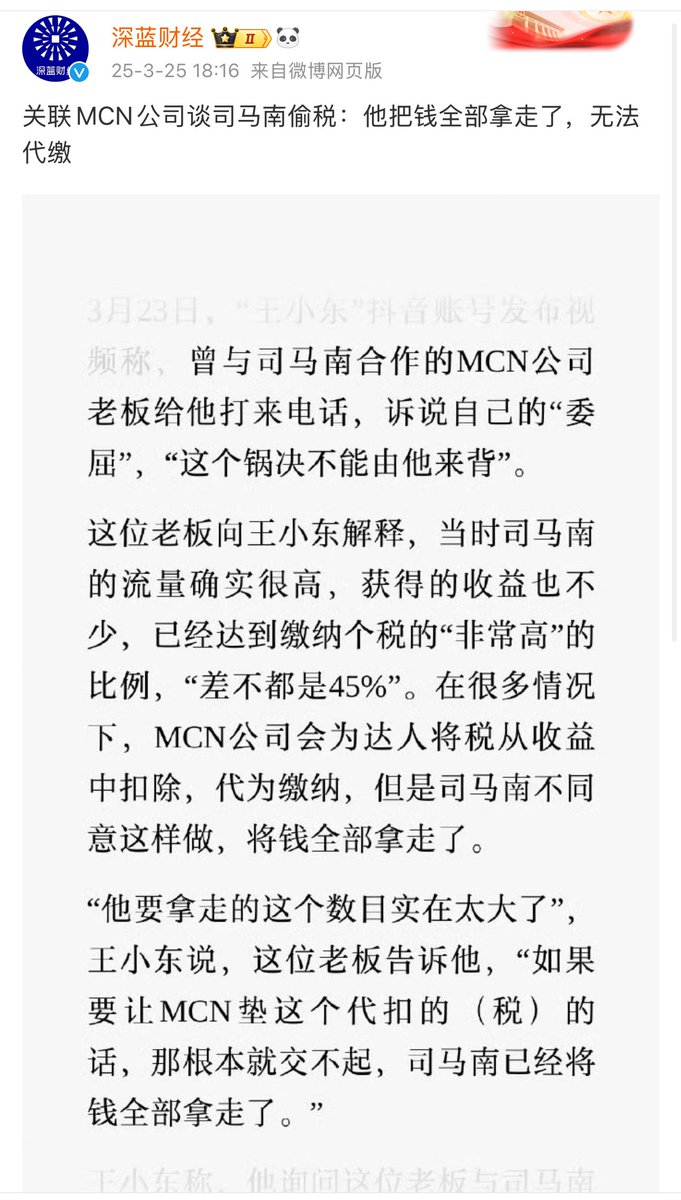 深蓝财经 II
深蓝财经
25-3-25 18:16 来自微博网页版
关联MCN公司谈司马南偷税：他把钱全部拿走了，无法
代缴
3月23日，“王小东”抖音账号发布视
频称，曾与司马南合作的MCN公司
老板给他打来电话，诉说自己的“委
屈”，“这个锅决不能由他来背”。
这位老板向王小东解释，当时司马南
的流量确实很高，获得的收益也不
少，已经达到缴纳个税的“非常高”的
比例，“差不都是45%”。在很多情况
下，MCN公司会为达人将税从收益
中扣除，代为缴纳，但是司马南不同
意这样做，将钱全部拿走了。
“他要拿走的这个数目实在太大了”，
王小东说，这位老板告诉他，“如果
要让MCN垫这个代扣的（税）的
话，那根本就交不起，司马南已经将
钱全部拿走了。”
王小东称，他询问这位老板与司马南